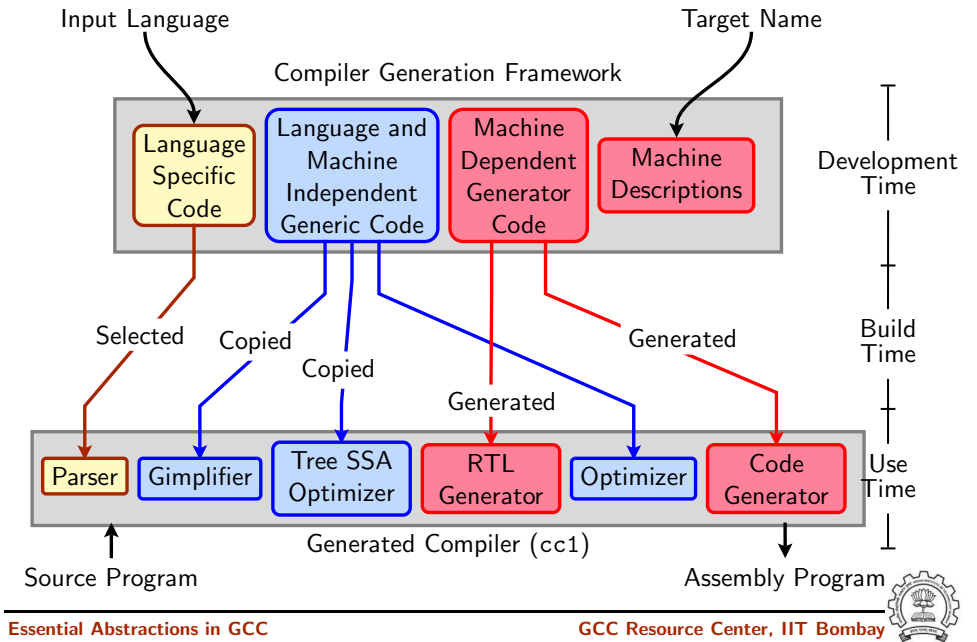 Input Language
Target Name
Compiler Generation Framework
Language
Specific
Code
Language and
Machine
Independent
Generic Code
Machine
Dependent
Generator
Code
Machine
Descriptions
Development
Time
Selected
Copied
Copied
Generated
Generated
Build
Time
Parser
Gimplifier
Tree SSA
Optimizer
RTL
Generator
Optimizer
Code
Generator
Use
Time
Generated Compiler (cc1)
Source Program
Assembly Program
Essential Abstractions in GCC
GCC Resource Center, IIT Bombay